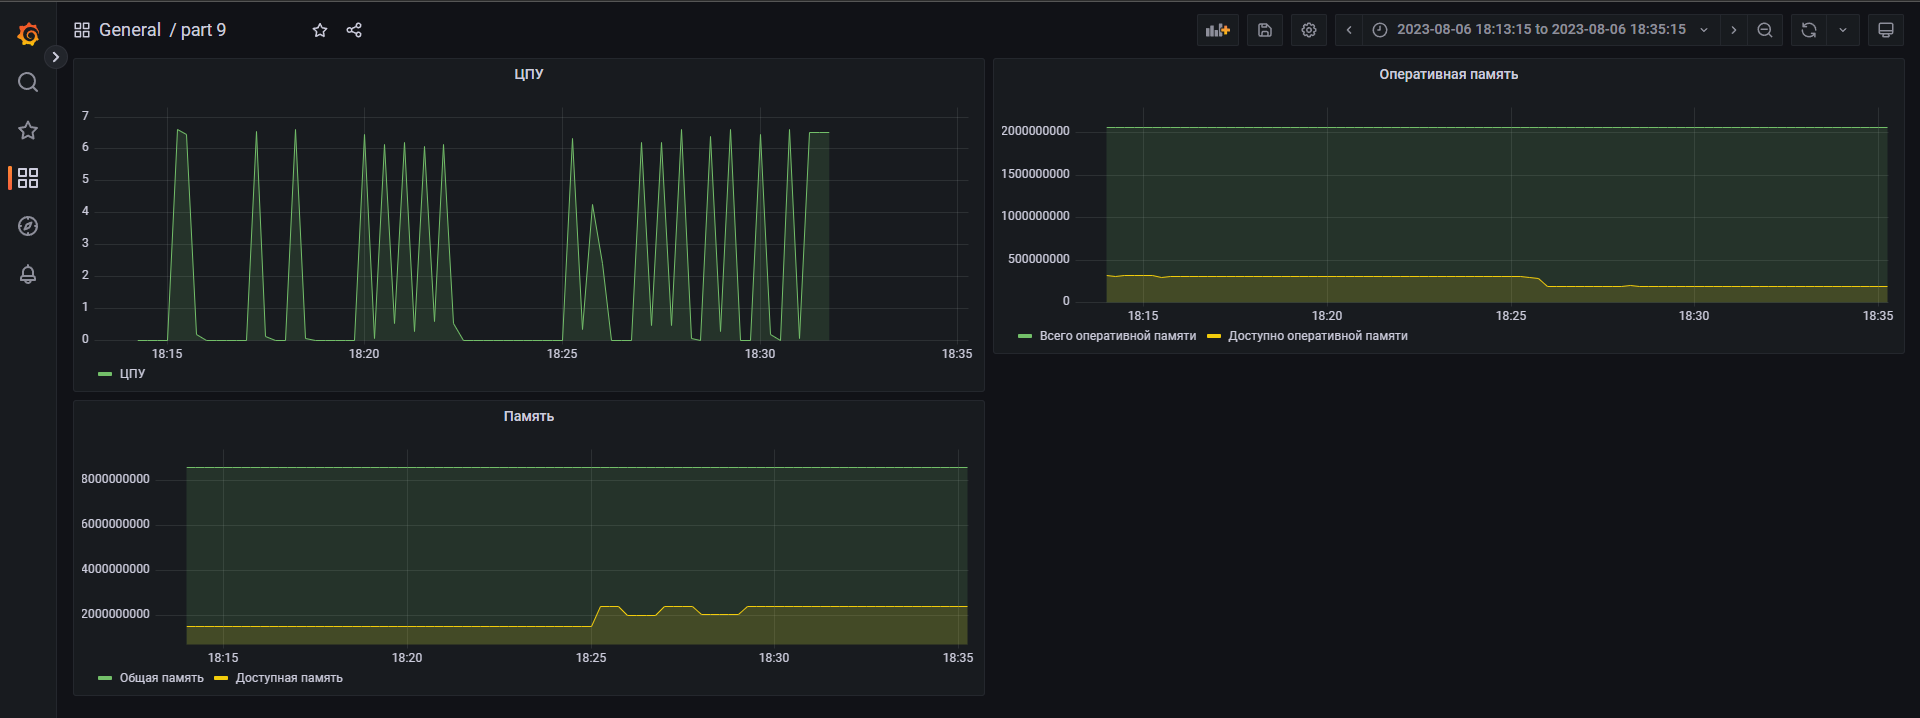 General / part 9
2023-08-06 18:13:15 to 2023-08-06 18:35:15
ЦПУ
7
6
5
4
3
2
1
0
18:15 18:20 18:25 18:30 18:35
ЦПУ
Оперативная память
2000000000
1500000000
1000000000
500000000
0
18:15 18:20 18:25 18:30 18:35
Всего оперативной памяти Доступно оперативной памяти
Память
8000000000
6000000000
4000000000
2000000000
18:15 18:20 18:25 18:30 18:35
Общая память Доступная память